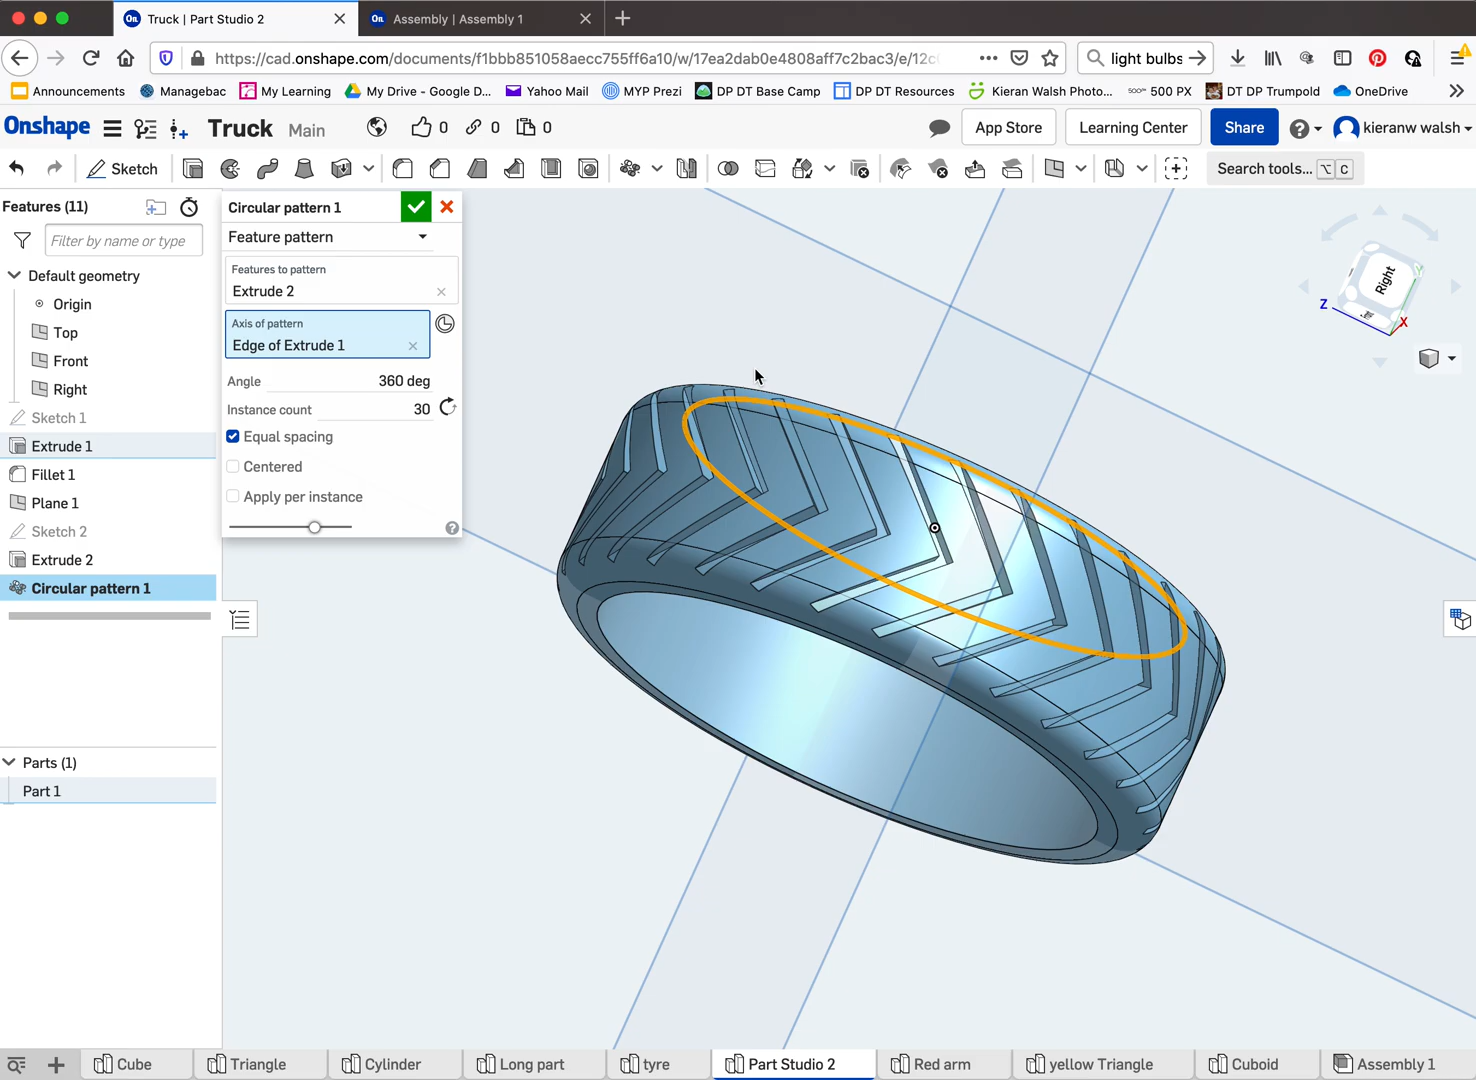 Truck | Part Studio 2
Assembly | Assembly 1
https://cad.onshape.com/documents/f1bbb851058aecc755ff6a10/w/17ea2dab0e4808aff7c2bac3/e/12c
light bulbs
Announcements
Managebac
My Learning
My Drive - Google D...
Yahoo Mail
MYP Prezi
DP DT Base Camp
DP DT Resources
Kieran Walsh Photo...
500 PX
DT DP Trumpold
OneDrive
Onshape
Truck Main
0
0
0
App Store
Learning Center
Share
kieranw walsh
Sketch
Search tools... ⌥ C
Features (11)
Filter by name or type
Default geometry
Origin
Top
Front
Right
Sketch 1
Extrude 1
Fillet 1
Plane 1
Sketch 2
Extrude 2
Circular pattern 1
Parts (1)
Part 1
Circular pattern 1
Feature pattern
Features to pattern
Extrude 2
Axis of pattern
Edge of Extrude 1
Angle 360 deg
Instance count 30
Equal spacing
Centered
Apply per instance
Right
Z
Y
X
Cube
Triangle
Cylinder
Long part
tyre
Part Studio 2
Red arm
yellow Triangle
Cuboid
Assembly 1